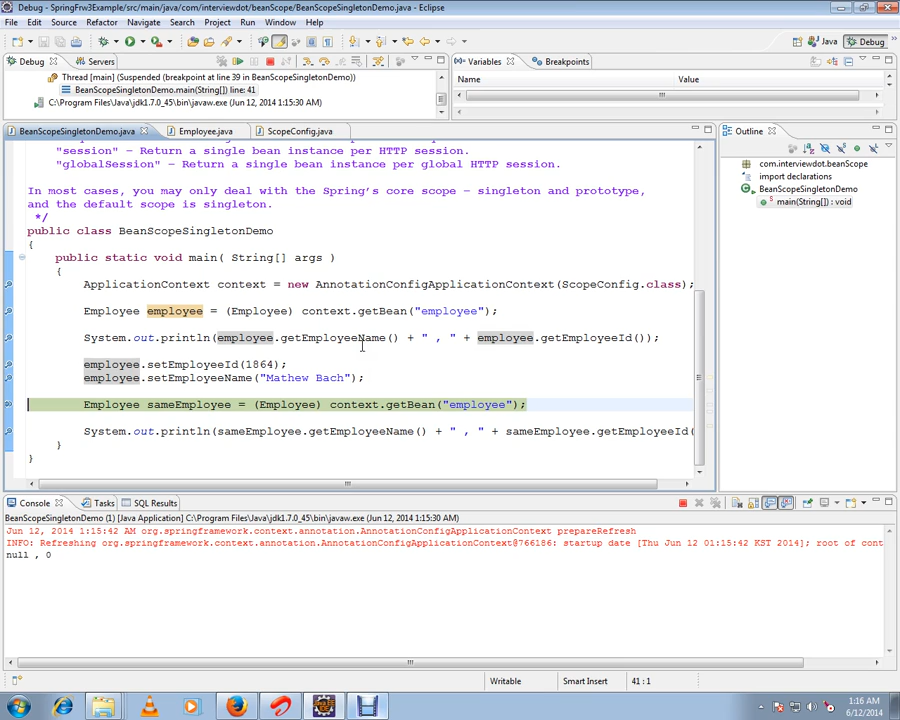 Debug - SpringFrw3Example/src/main/java/com/interviewdot/beanScope/BeanScopeSingletonDemo.java - Eclipse
File Edit Source Refactor Navigate Search Project Run Window Help
Java Debug
Debug Servers
Variables Breakpoints
Thread [main] (Suspended (breakpoint at line 39 in BeanScopeSingletonDemo))
BeanScopeSingletonDemo.main(String[]) line: 41
C:\Program Files\Java\jdk1.7.0_45\bin\javaw.exe (Jun 12, 2014 1:15:30 AM)
Name Value
BeanScopeSingletonDemo.java Employee.java ScopeConfig.java
Outline
"session" – Return a single bean instance per HTTP session.
"globalSession" – Return a single bean instance per global HTTP session.
In most cases, you may only deal with the Spring's core scope – singleton and prototype,
and the default scope is singleton.
*/
public class BeanScopeSingletonDemo
{
public static void main( String[] args )
{
ApplicationContext context = new AnnotationConfigApplicationContext(ScopeConfig.class);
Employee employee = (Employee) context.getBean("employee");
System.out.println(employee.getEmployeeName() + " , " + employee.getEmployeeId());
employee.setEmployeeId(1864);
employee.setEmployeeName("Mathew Bach");
Employee sameEmployee = (Employee) context.getBean("employee");
System.out.println(sameEmployee.getEmployeeName() + " , " + sameEmployee.getEmployeeId(
}
}
com.interviewdot.beanScope
import declarations
BeanScopeSingletonDemo
main(String[]) : void
Console Tasks SQL Results
BeanScopeSingletonDemo (1) [Java Application] C:\Program Files\Java\jdk1.7.0_45\bin\javaw.exe (Jun 12, 2014 1:15:30 AM)
Jun 12, 2014 1:15:42 AM org.springframework.context.annotation.AnnotationConfigApplicationContext prepareRefresh
INFO: Refreshing org.springframework.context.annotation.AnnotationConfigApplicationContext@766186: startup date [Thu Jun 12 01:15:42 KST 2014]; root of cont
null , 0
Writable Smart Insert 41 : 1
1:16 AM
6/12/2014